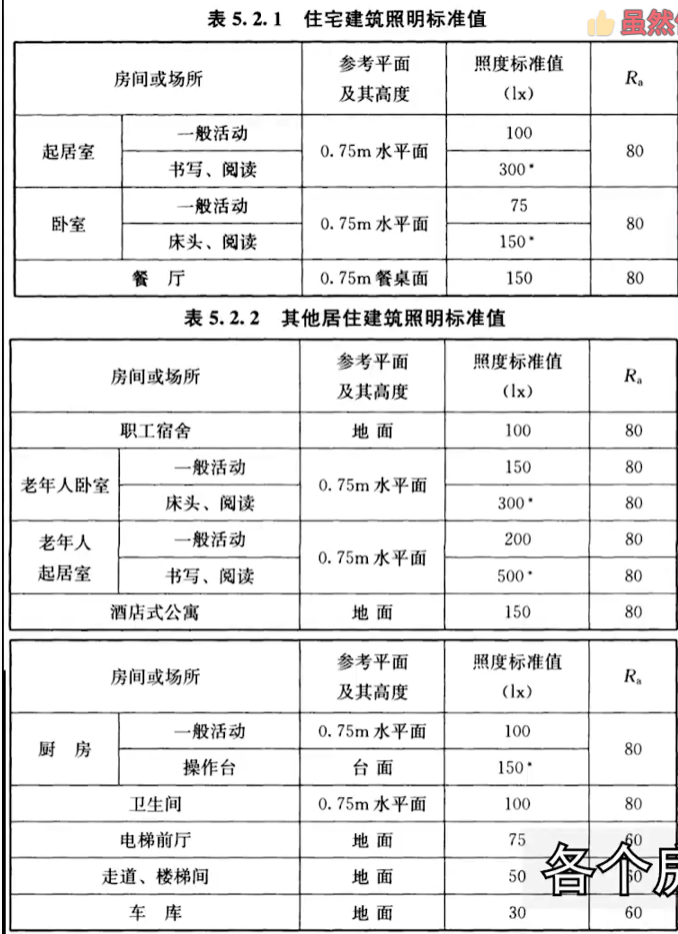 表 5.2.1 住宅建筑照明标准值
👍虽然
房间或场所 参考平面及其高度 照度标准值(lx) Ra
起居室 一般活动 0.75m 水平面 100 80
书写、阅读 300*
卧室 一般活动 0.75m 水平面 75 80
床头、阅读 150*
餐 厅 0.75m 餐桌面 150 80
表 5.2.2 其他居住建筑照明标准值
房间或场所 参考平面及其高度 照度标准值(lx) Ra
职工宿舍 地 面 100 80
老年人卧室 一般活动 0.75m 水平面 150 80
床头、阅读 300* 80
老年人起居室 一般活动 0.75m 水平面 200 80
书写、阅读 500* 80
酒店式公寓 地 面 150 80
房间或场所 参考平面及其高度 照度标准值(lx) Ra
厨 房 一般活动 0.75m 水平面 100 80
操作台 台 面 150*
卫生间 0.75m 水平面 100 80
电梯前厅 地 面 75 60
走道、楼梯间 地 面 50 60
车 库 地 面 30 60
各个房